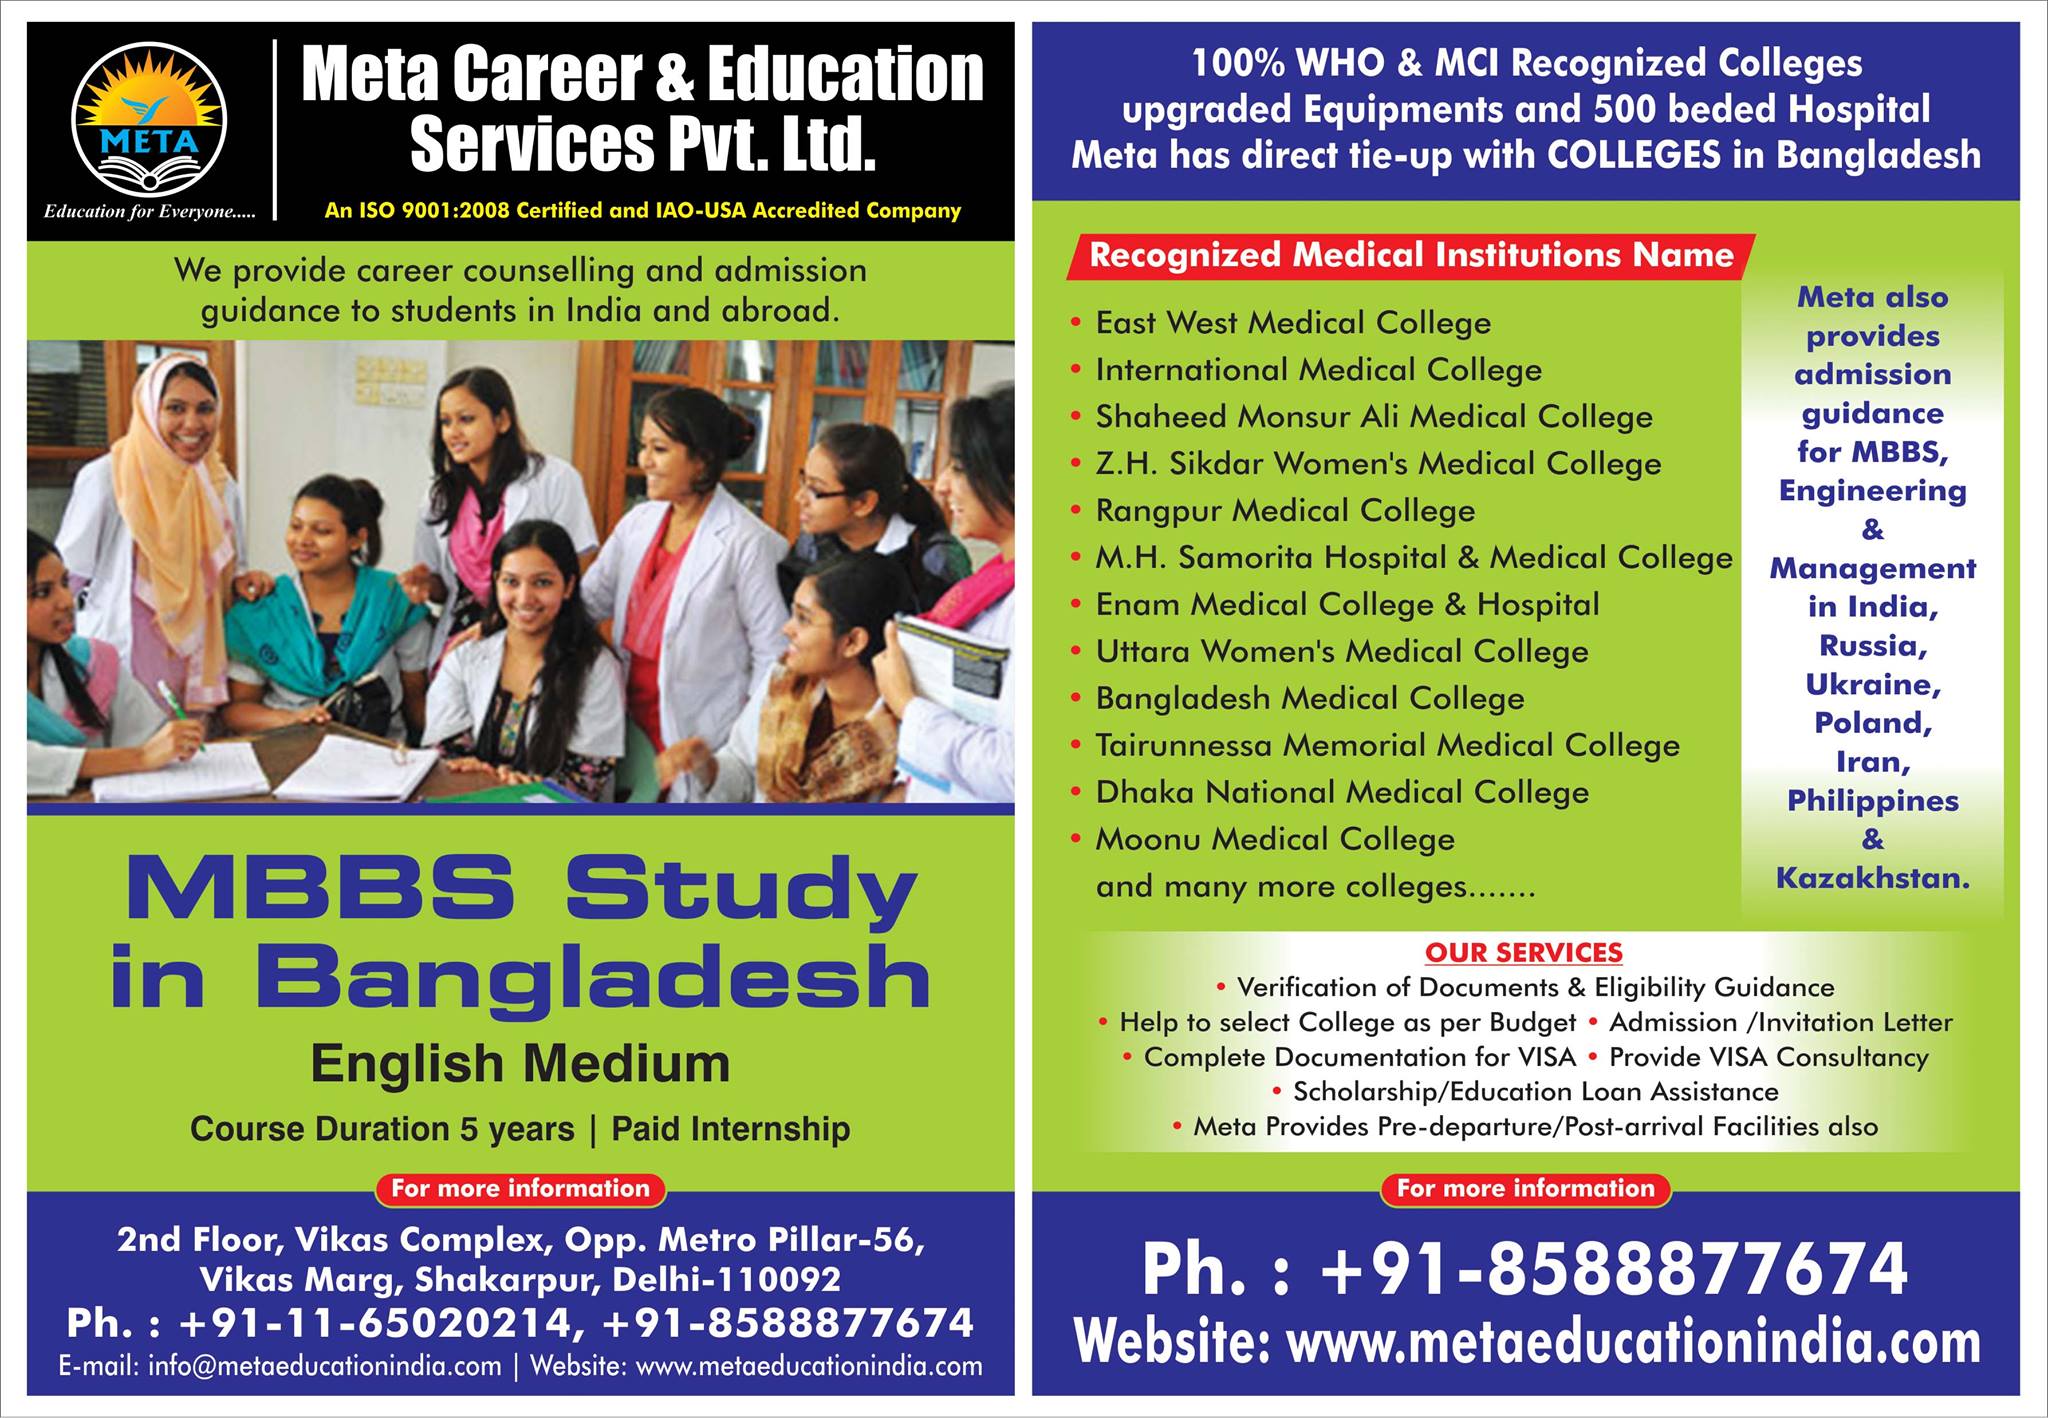 META
Education for Everyone.....
Meta Career & Education
Services Pvt. Ltd.
An ISO 9001:2008 Certified and IAO-USA Accredited Company
We provide career counselling and admission
guidance to students in India and abroad.
MBBS Study
in Bangladesh
English Medium
Course Duration 5 years | Paid Internship
For more information
2nd Floor, Vikas Complex, Opp. Metro Pillar-56,
Vikas Marg, Shakarpur, Delhi-110092
Ph. : +91-11-65020214, +91-8588877674
E-mail: info@metaeducationindia.com | Website: www.metaeducationindia.com
100% WHO & MCI Recognized Colleges
upgraded Equipments and 500 beded Hospital
Meta has direct tie-up with COLLEGES in Bangladesh
Recognized Medical Institutions Name
• East West Medical College
• International Medical College
• Shaheed Monsur Ali Medical College
• Z.H. Sikdar Women's Medical College
• Rangpur Medical College
• M.H. Samorita Hospital & Medical College
• Enam Medical College & Hospital
• Uttara Women's Medical College
• Bangladesh Medical College
• Tairunnessa Memorial Medical College
• Dhaka National Medical College
• Moonu Medical College
and many more colleges.......
Meta also
provides
admission
guidance
for MBBS,
Engineering
&
Management
in India,
Russia,
Ukraine,
Poland,
Iran,
Philippines
&
Kazakhstan.
OUR SERVICES
• Verification of Documents & Eligibility Guidance
• Help to select College as per Budget • Admission /Invitation Letter
• Complete Documentation for VISA • Provide VISA Consultancy
• Scholarship/Education Loan Assistance
• Meta Provides Pre-departure/Post-arrival Facilities also
For more information
Ph. : +91-8588877674
Website: www.metaeducationindia.com